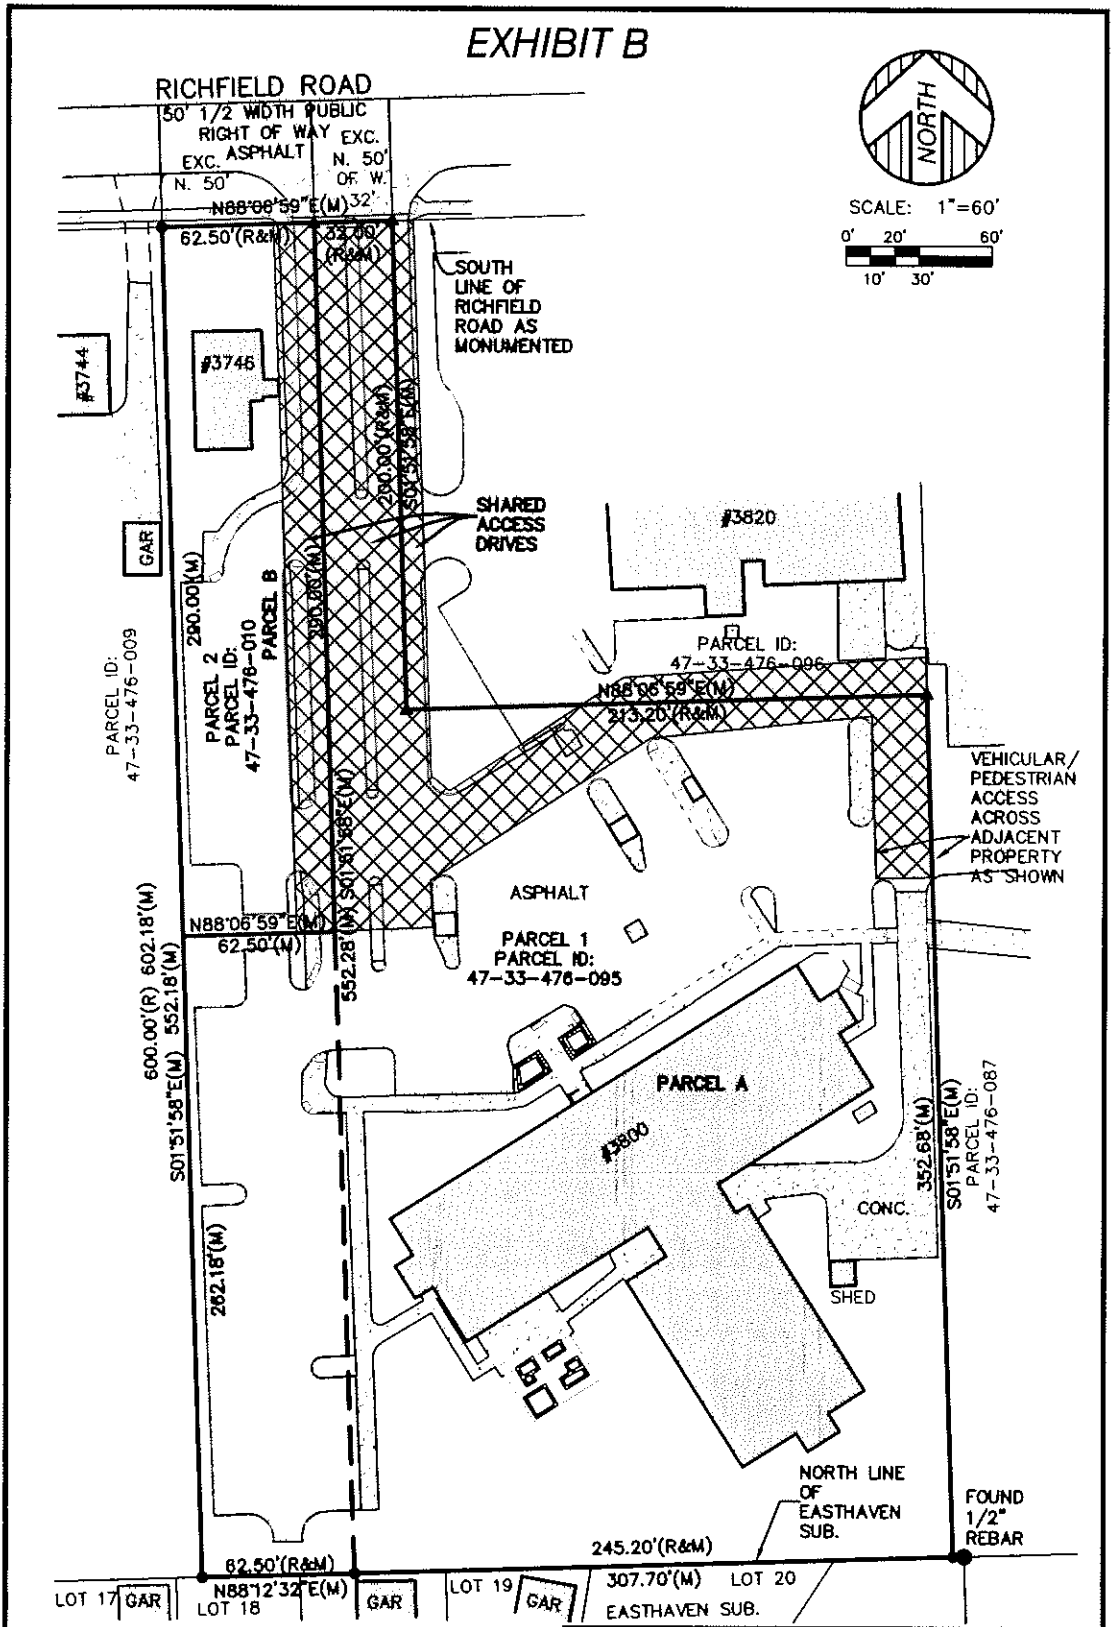 EXHIBIT B
RICHFIELD ROAD
50' 1/2 WIDTH PUBLIC
RIGHT OF WAY
ASPHALT
EXC.
N. 50'
EXC.
N. 50'
OF W.
32'
NORTH
SCALE: 1"=60'
0' 20' 60'
10' 30'
N88°06'59"E(M)
62.50'(R&M)
32.00'
(R&M)
SOUTH
LINE OF
RICHFIELD
ROAD AS
MONUMENTED
#3744
#3746
200.00'(R&M)
S01°51'58"E(M)
SHARED
ACCESS
DRIVES
#3820
GAR
290.00'(M)
PARCEL 2
PARCEL ID:
47-33-476-010
PARCEL B
290.00'(M)
PARCEL ID:
47-33-476-009
PARCEL ID:
47-33-476-096
N88°06'59"E(M)
213.20'(R&M)
VEHICULAR/
PEDESTRIAN
ACCESS
ACROSS
ADJACENT
PROPERTY
AS SHOWN
552.28'(M) S01°51'58"E(M)
ASPHALT
N88°06'59"E(M)
62.50'(M)
PARCEL 1
PARCEL ID:
47-33-476-095
600.00'(R) 602.18'(M)
S01°51'58"E(M) 552.18'(M)
PARCEL A
#3800
352.68'(M)
S01°51'58"E(M)
PARCEL ID:
47-33-476-087
CONC.
SHED
262.18'(M)
NORTH LINE
OF
EASTHAVEN
SUB.
FOUND
1/2"
REBAR
62.50'(R&M)
245.20'(R&M)
N88°12'32"E(M)
307.70'(M)
LOT 17
GAR
LOT 18
GAR
LOT 19
GAR
LOT 20
EASTHAVEN SUB.